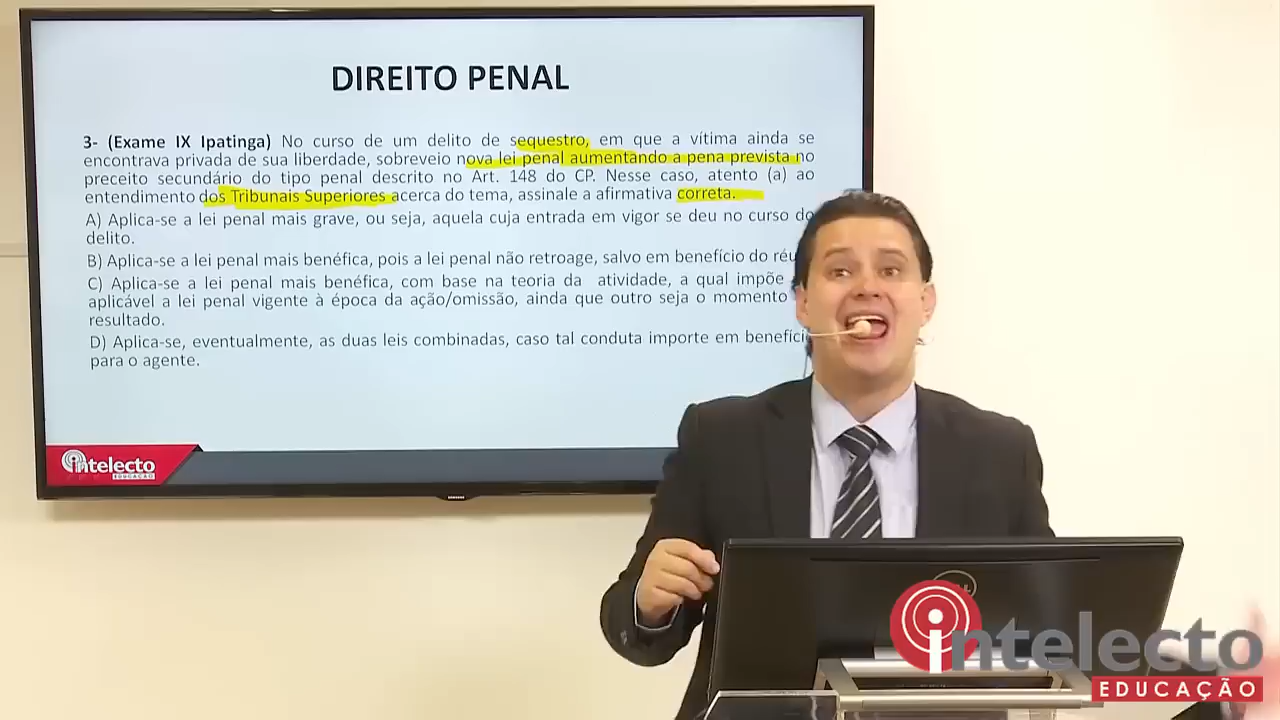 DIREITO PENAL
3- (Exame IX Ipatinga) No curso de um delito de sequestro, em que a vítima ainda se
encontrava privada de sua liberdade, sobreveio nova lei penal aumentando a pena prevista no
preceito secundário do tipo penal descrito no Art. 148 do CP. Nesse caso, atento (a) ao
entendimento dos Tribunais Superiores acerca do tema, assinale a afirmativa correta.
A) Aplica-se a lei penal mais grave, ou seja, aquela cuja entrada em vigor se deu no curso do
delito.
B) Aplica-se a lei penal mais benéfica, pois a lei penal não retroage, salvo em benefício do
C) Aplica-se a lei penal mais benéfica, com base na teoria da atividade, a qual impõe
aplicável a lei penal vigente à época da ação/omissão, ainda que outro seja o momento
resultado.
D) Aplica-se, eventualmente, as duas leis combinadas, caso tal conduta importe em
para o agente.
intelecto
EDUCAÇÃO
intelecto
EDUCAÇÃO